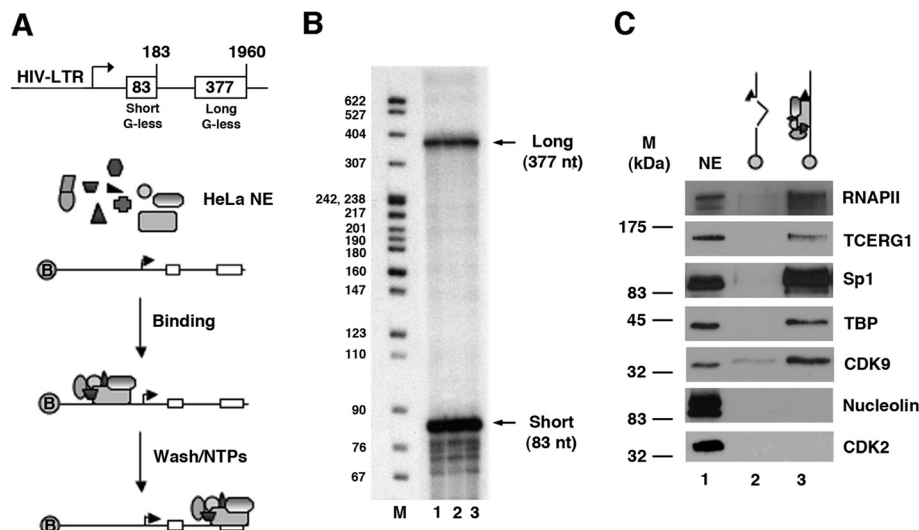 A
183 1960
HIV-LTR
83 377
Short Long
G-less G-less
HeLa NE
B
Binding
B
Wash/NTPs
B
B
622
527
404
307
242, 238
217
201
190
180
160
147
123
110
90
76
67
Long
(377 nt)
Short
(83 nt)
M 1 2 3
C
M
(kDa) NE
RNAPII
175
TCERG1
Sp1
83
45
TBP
CDK9
32
Nucleolin
83
CDK2
32
1 2 3